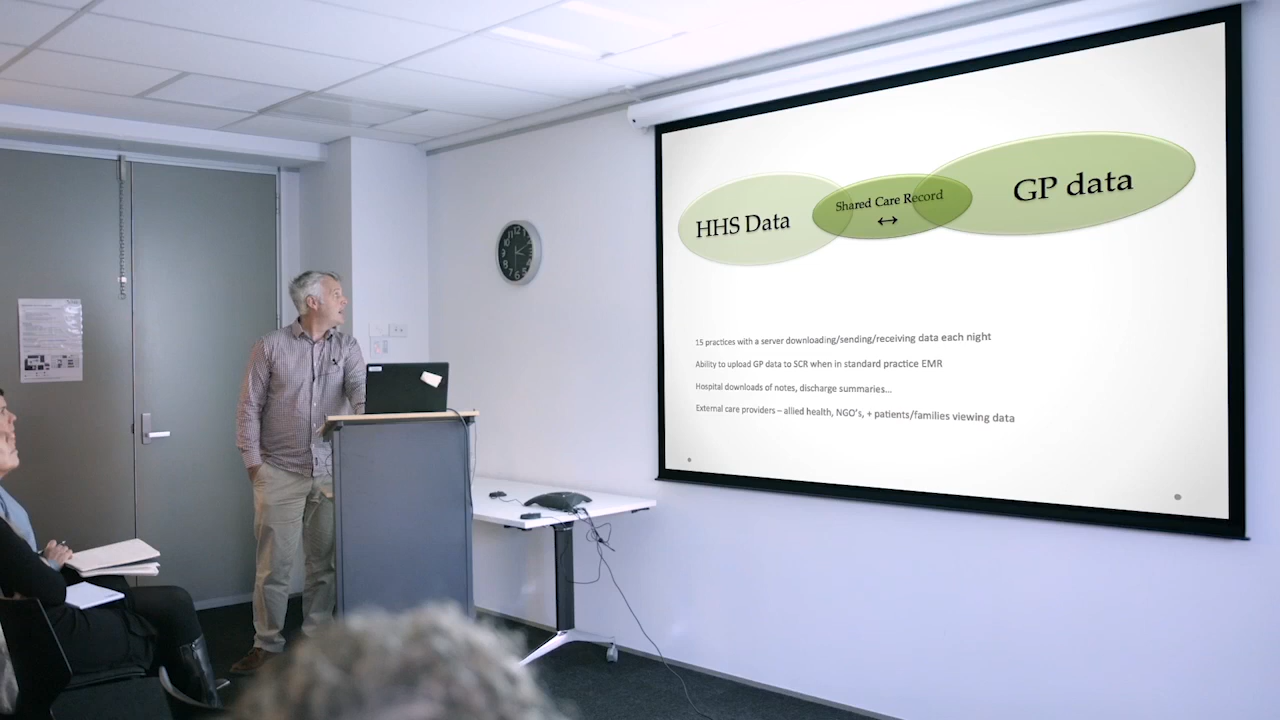 HHS Data
Shared Care Record
↔
GP data
15 practices with a server downloading/sending/receiving data each night
Ability to upload GP data to SCR when in standard practice EMR
Hospital downloads of notes, discharge summaries...
External care providers – allied health, NGO's, + patients/families viewing data